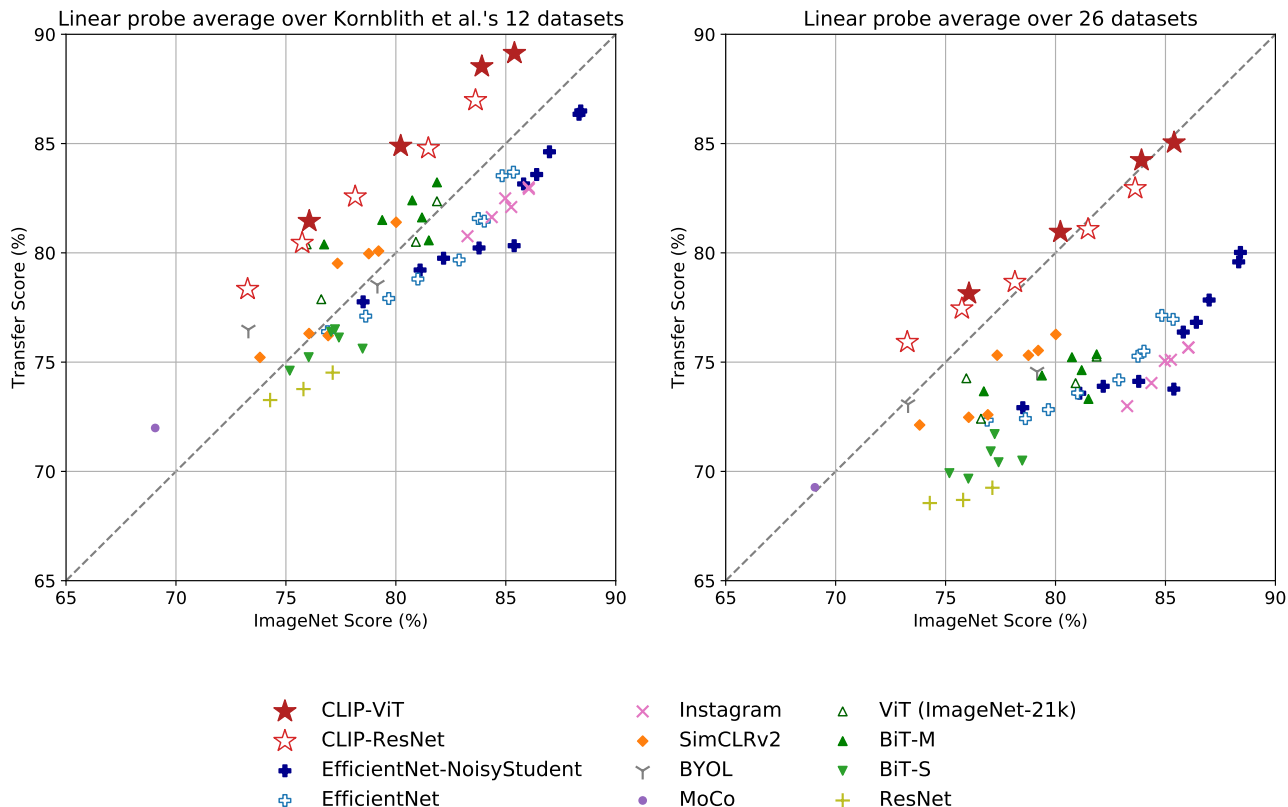 Linear probe average over Kornblith et al.'s 12 datasets
90
85
80
75
70
65
65 70 75 80 85 90
Transfer Score (%)
ImageNet Score (%)
Linear probe average over 26 datasets
90
85
80
75
70
65
65 70 75 80 85 90
Transfer Score (%)
ImageNet Score (%)
CLIP-ViT
CLIP-ResNet
EfficientNet-NoisyStudent
EfficientNet
Instagram
SimCLRv2
BYOL
MoCo
ViT (ImageNet-21k)
BiT-M
BiT-S
ResNet